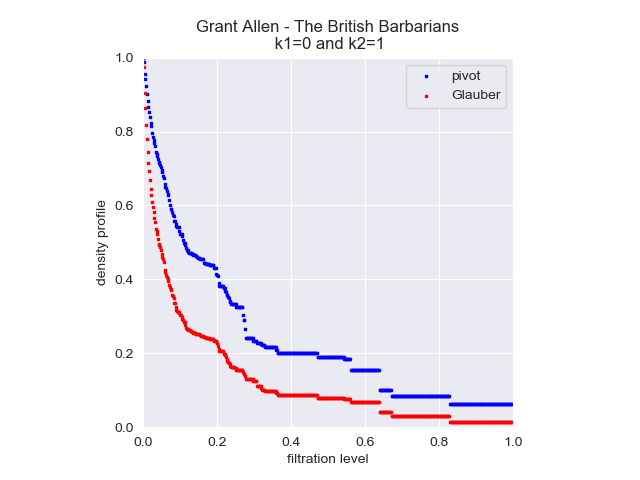 Grant Allen - The British Barbarians
k1=0 and k2=1
pivot
Glauber
density profile
1.0
0.8
0.6
0.4
0.2
0.0
0.0 0.2 0.4 0.6 0.8 1.0
filtration level